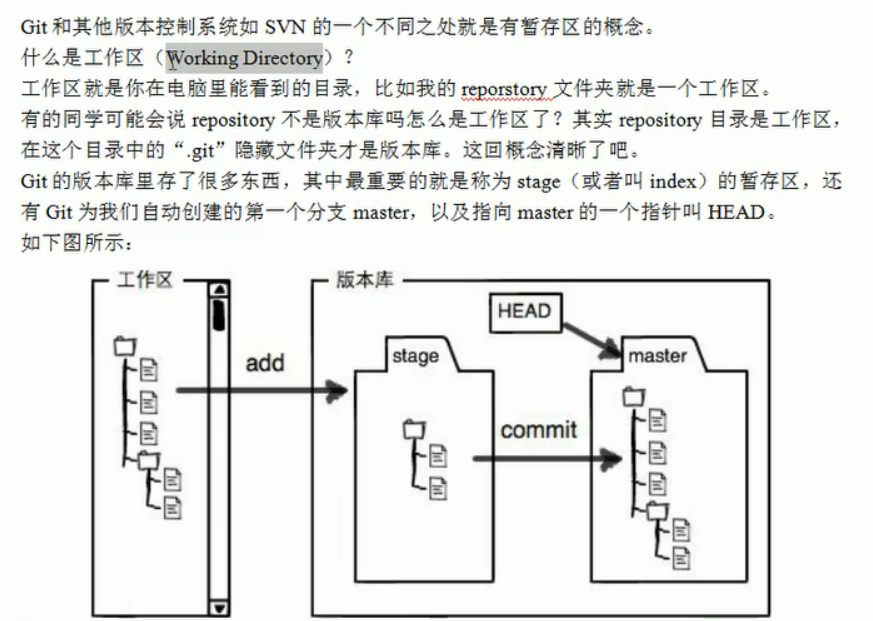 Git 和其他版本控制系统如 SVN 的一个不同之处就是有暂存区的概念。
什么是工作区（Working Directory）？
工作区就是你在电脑里能看到的目录，比如我的 reporstory 文件夹就是一个工作区。
有的同学可能会说 repository 不是版本库吗怎么是工作区了？其实 repository 目录是工作区，
在这个目录中的“.git”隐藏文件夹才是版本库。这回概念清晰了吧。
Git 的版本库里存了很多东西，其中最重要的就是称为 stage（或者叫 index）的暂存区，还
有 Git 为我们自动创建的第一个分支 master，以及指向 master 的一个指针叫 HEAD。
如下图所示：
工作区
版本库
HEAD
stage
master
add
commit